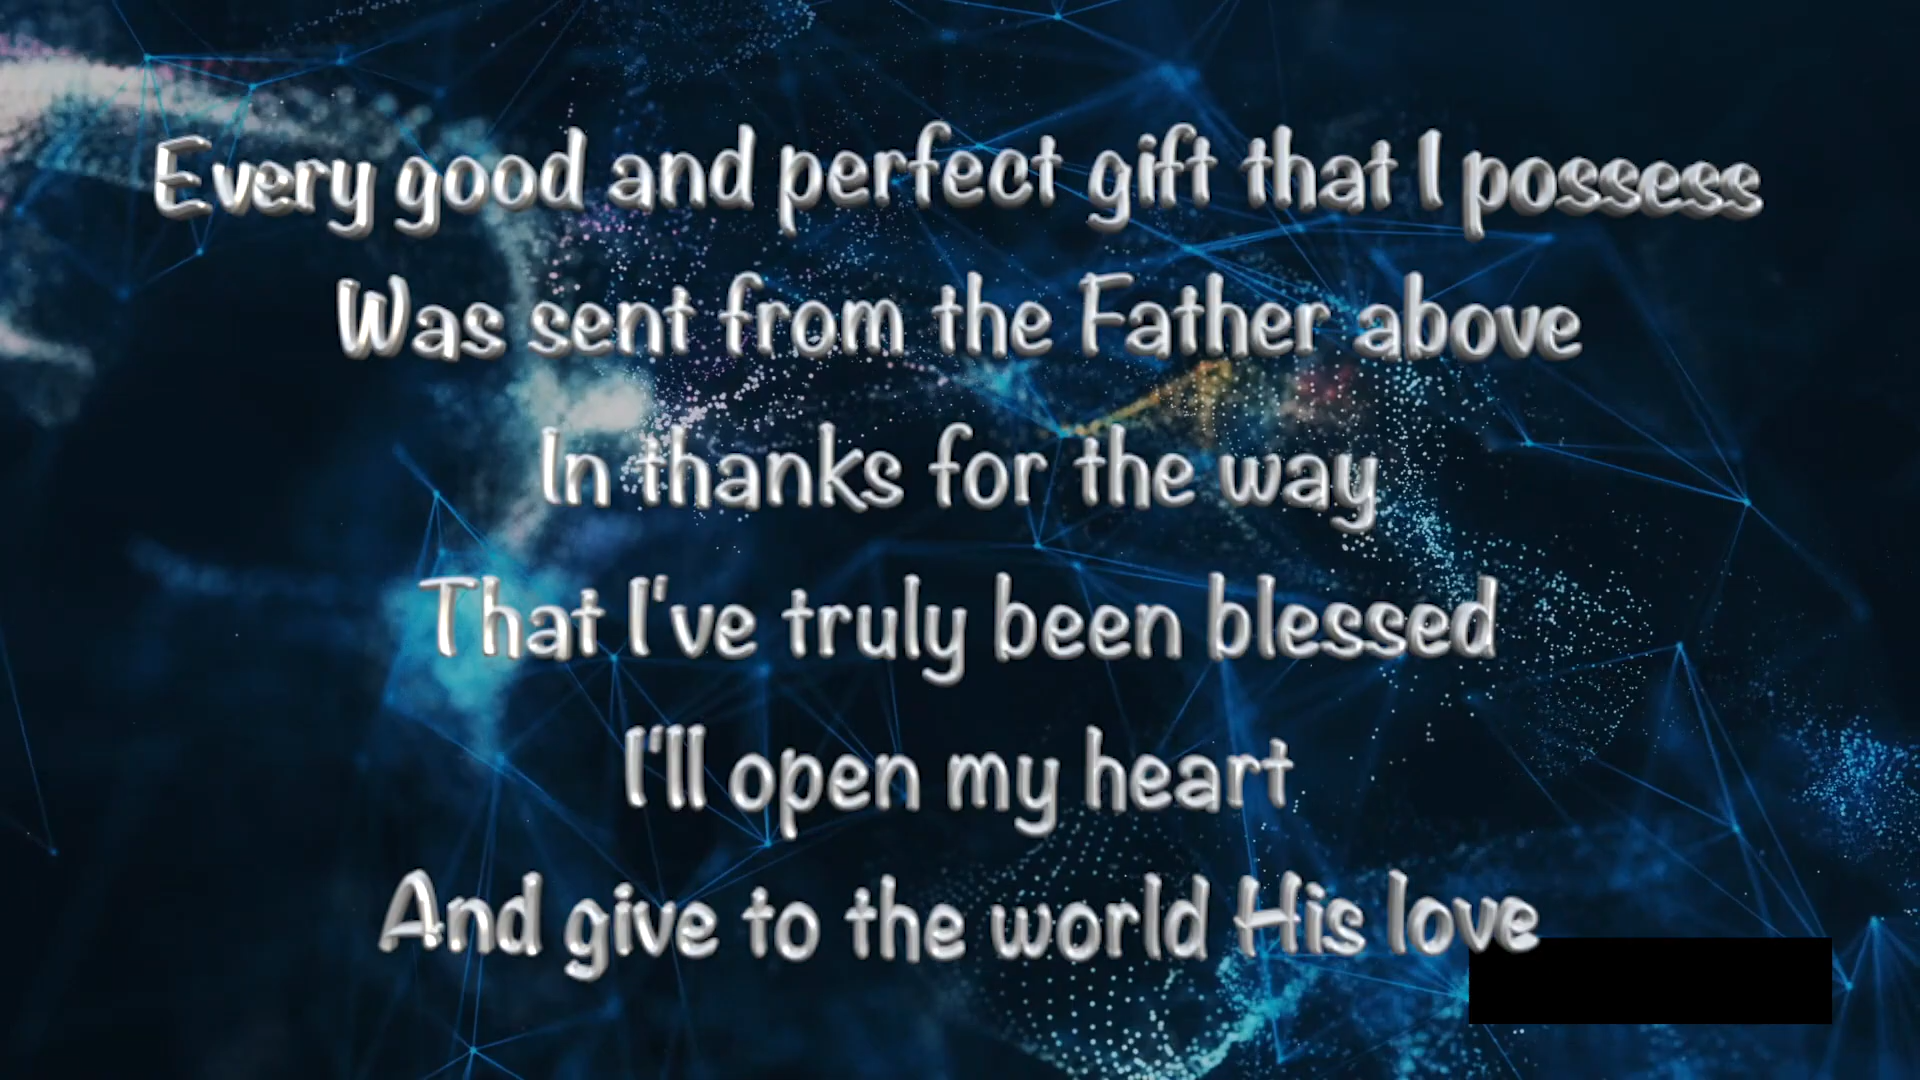 Every good and perfect gift that I possess
Was sent from the Father above
In thanks for the way
That I've truly been blessed
I'll open my heart
And give to the world His love